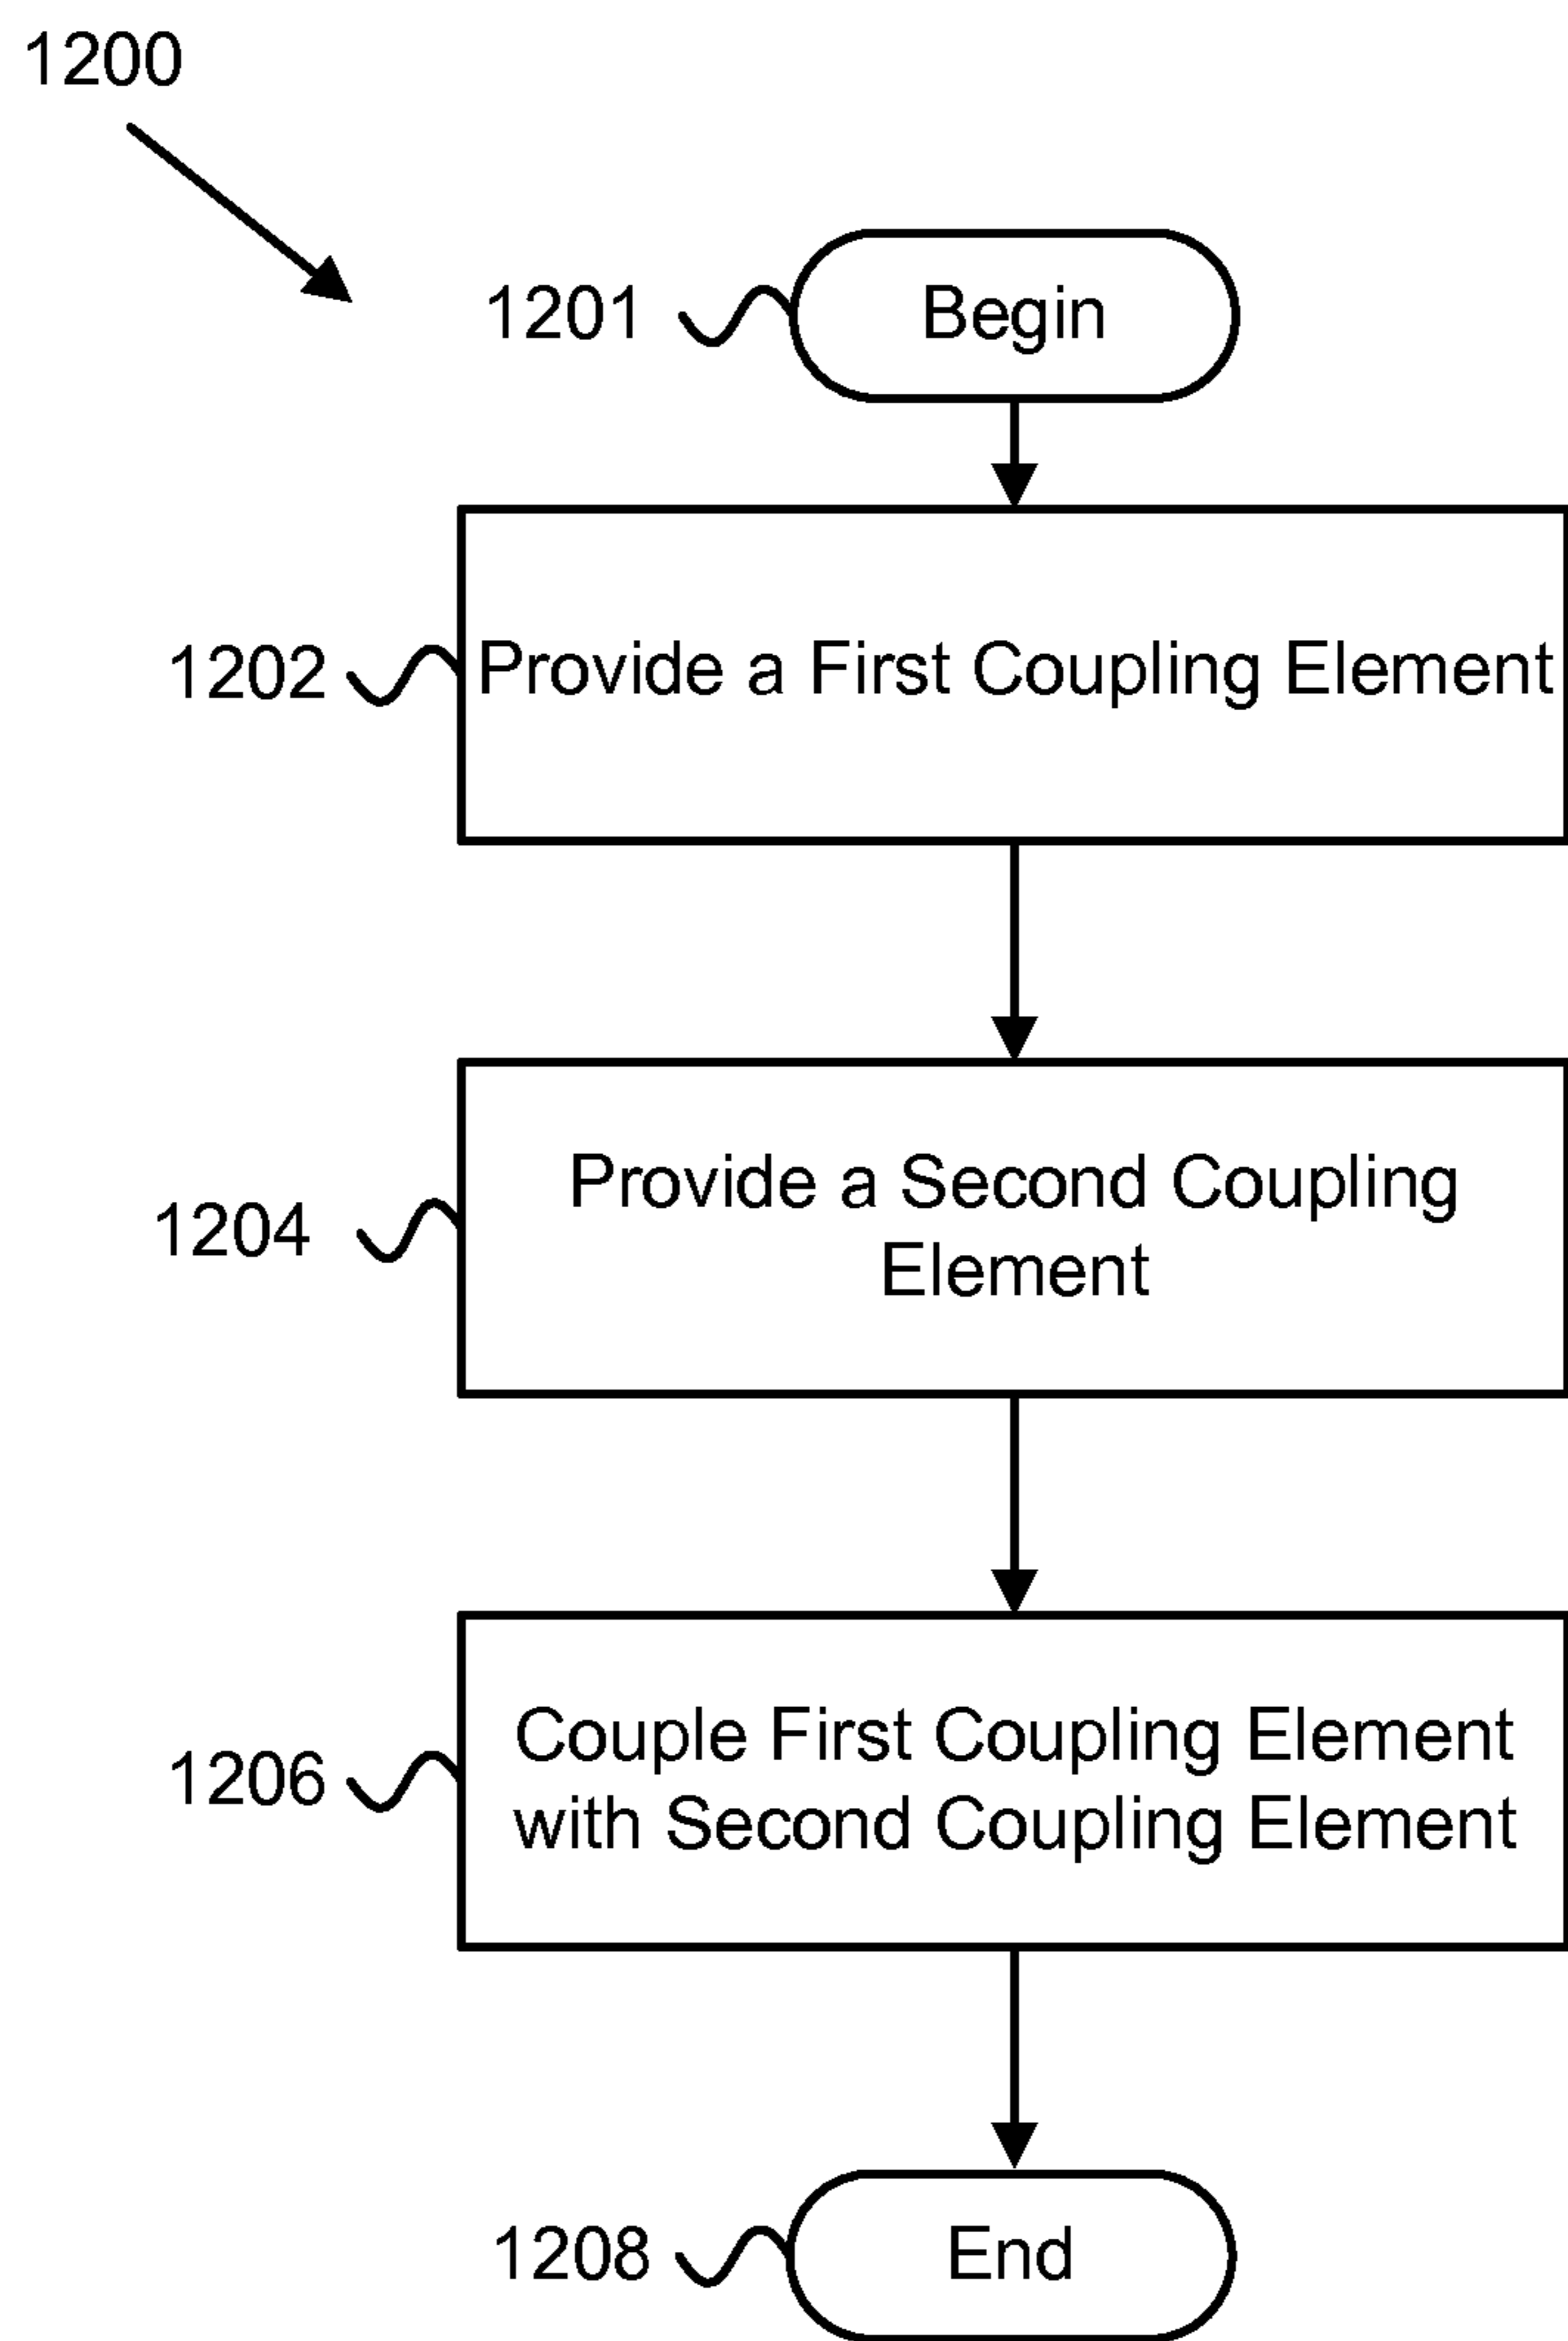 1200
1201
Begin
1202
Provide a First Coupling Element
1204
Provide a Second Coupling
Element
1206
Couple First Coupling Element
with Second Coupling Element
1208
End